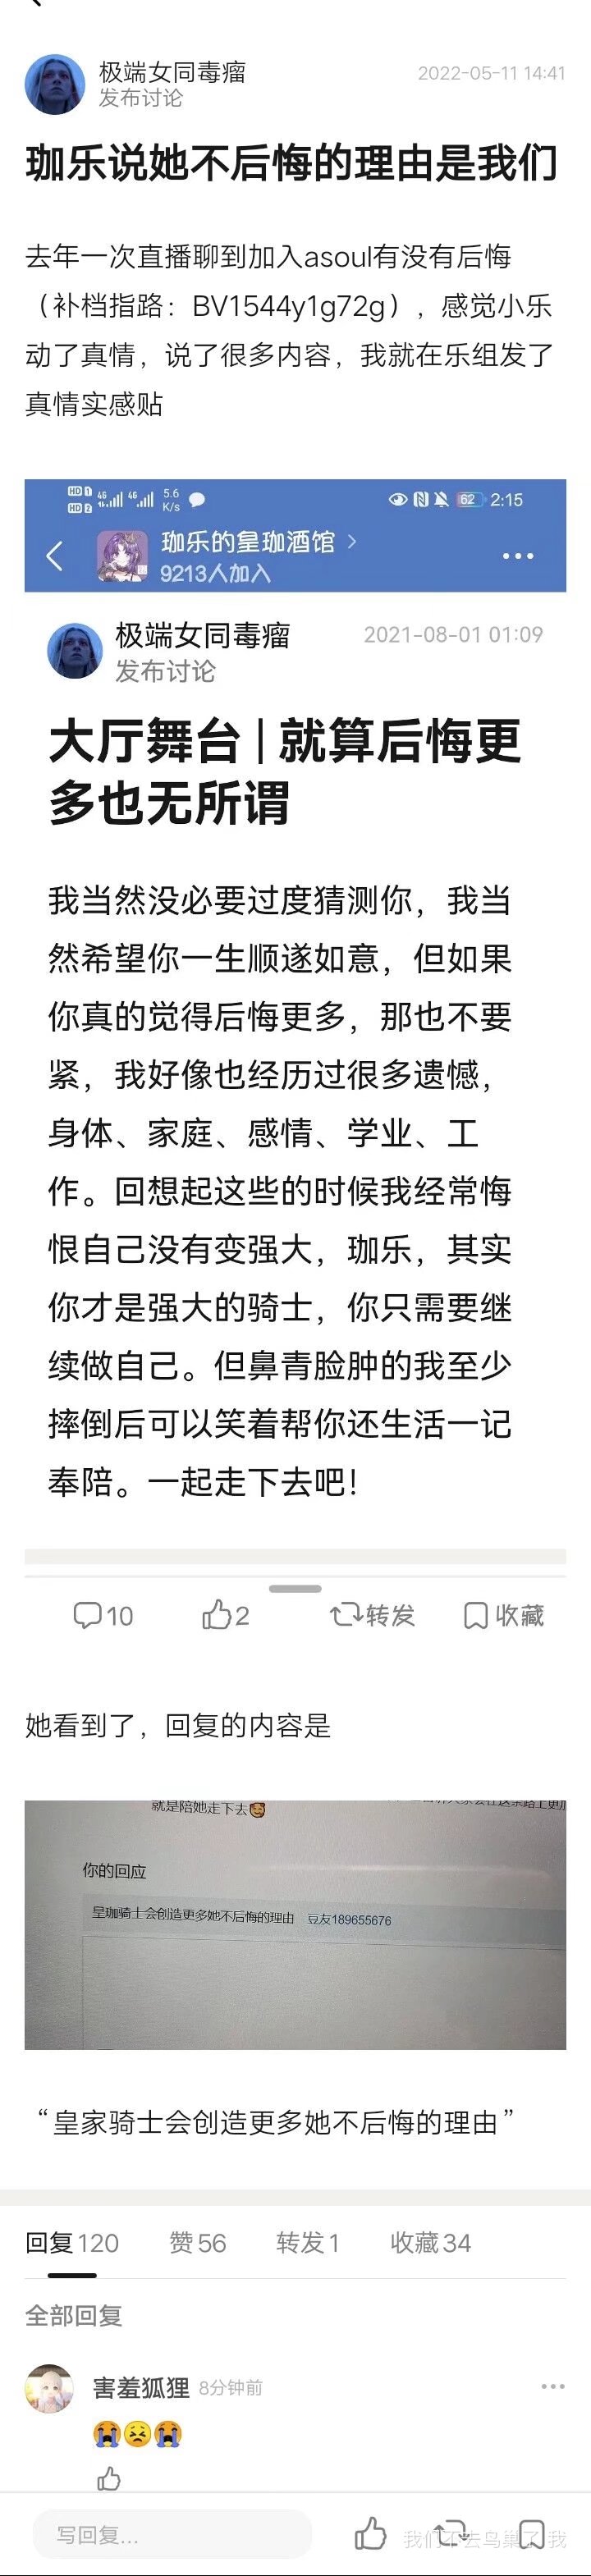 极端女同毒瘤
2022-05-11 14:41
发布讨论
珈乐说她不后悔的理由是我们
去年一次直播聊到加入asoul有没有后悔
（补档指路：BV1544y1g72g），感觉小乐
动了真情，说了很多内容，我就在乐组发了
真情实感贴
HD 1 4G 4G 5.6 62 2:15
HD 2 K/s
珈乐的皇珈酒馆
9213人加入
极端女同毒瘤
2021-08-01 01:09
发布讨论
大厅舞台|就算后悔更
多也无所谓
我当然没必要过度猜测你，我当
然希望你一生顺遂如意，但如果
你真的觉得后悔更多，那也不要
紧，我好像也经历过很多遗憾，
身体、家庭、感情、学业、工
作。回想起这些的时候我经常悔
恨自己没有变强大，珈乐，其实
你才是强大的骑士，你只需要继
续做自己。但鼻青脸肿的我至少
摔倒后可以笑着帮你还生活一记
奉陪。一起走下去吧！
10 2 转发 收藏
她看到了，回复的内容是
就是陪她走下去
你的回应
皇珈骑士会创造更多她不后悔的理由 豆友189655676
“皇家骑士会创造更多她不后悔的理由”
回复120 赞56 转发1 收藏34
全部回复
害羞狐狸 8分钟前
😭😣😭
写回复...
我们不去鸟巢了 我